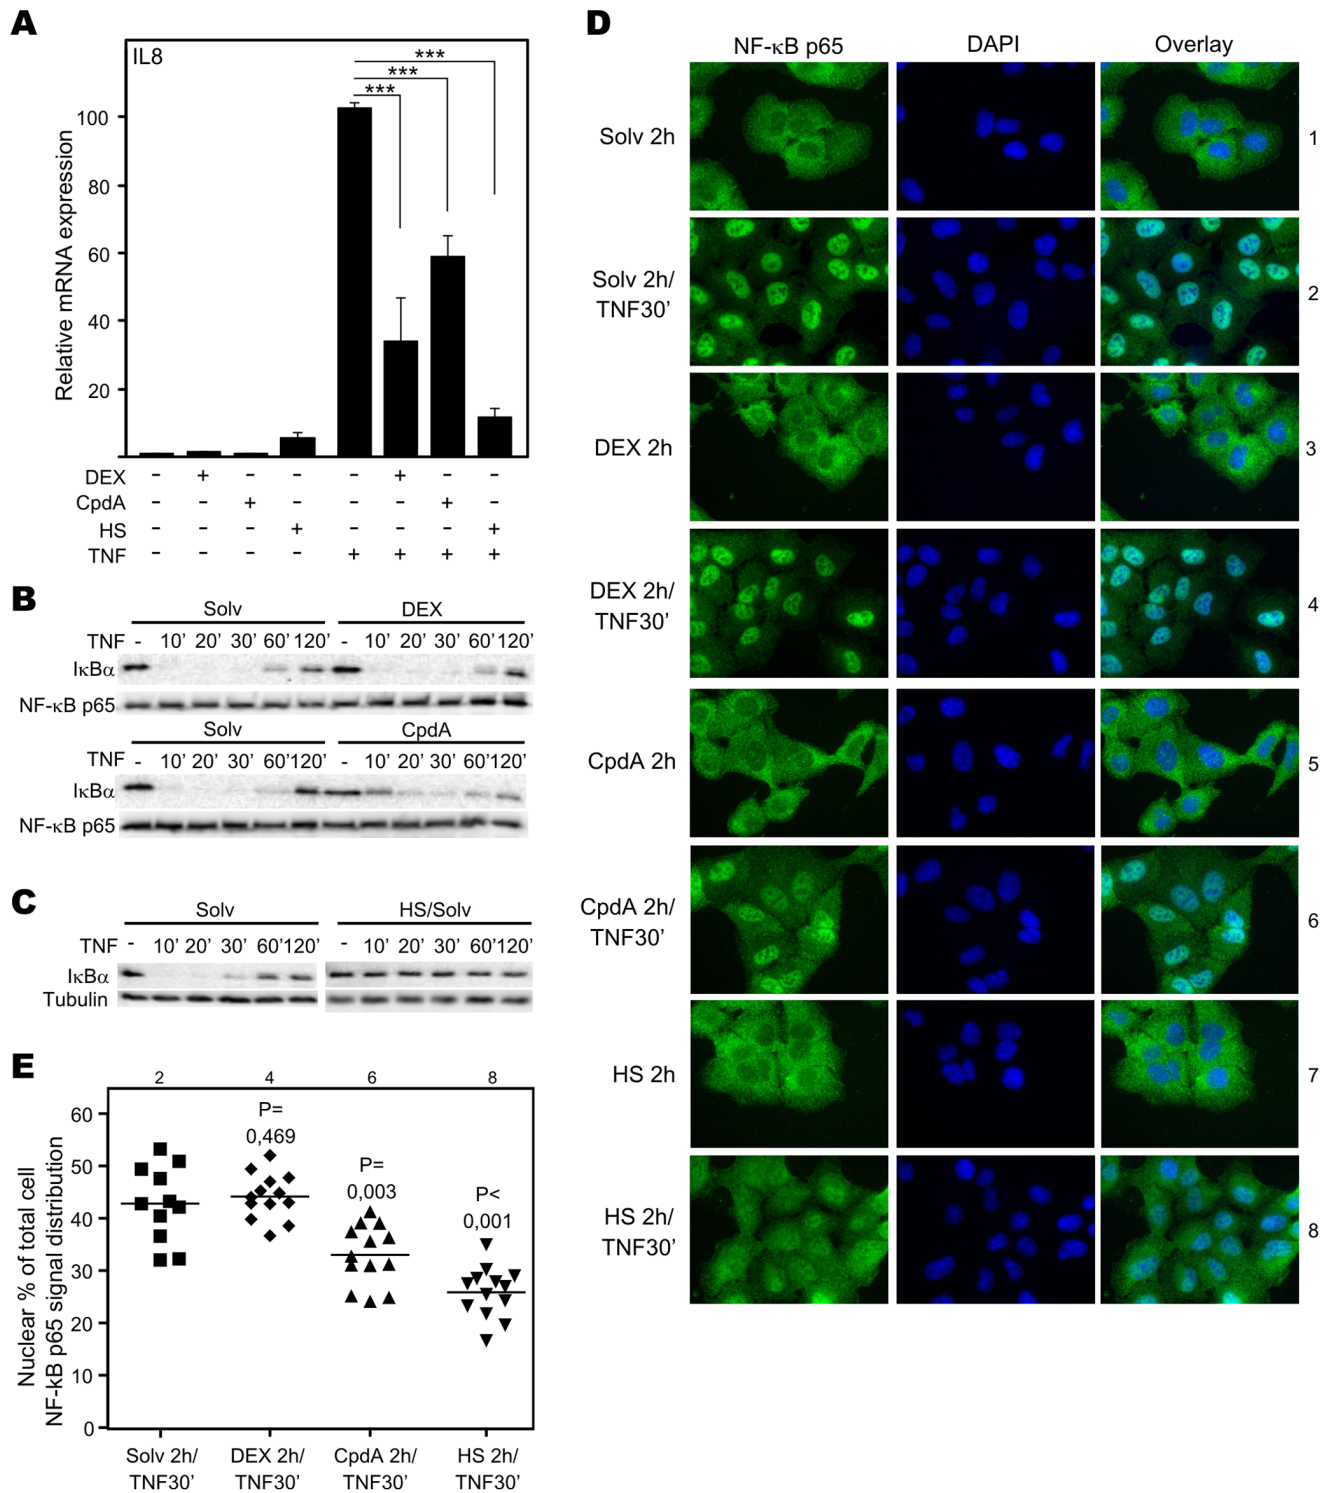 A
IL8
***
***
***
Relative mRNA expression
100
80
60
40
20
DEX - + - - - + - -
CpdA - - + - - - + -
HS - - - + - - - +
TNF - - - - + + + +
B
Solv DEX
TNF - 10' 20' 30' 60' 120' - 10' 20' 30' 60' 120'
IκBα
NF-κB p65
Solv CpdA
TNF - 10' 20' 30' 60' 120' - 10' 20' 30' 60' 120'
IκBα
NF-κB p65
C
Solv HS/Solv
TNF - 10' 20' 30' 60' 120' - 10' 20' 30' 60' 120'
IκBα
Tubulin
D
NF-κB p65 DAPI Overlay
Solv 2h 1
Solv 2h/
TNF30' 2
DEX 2h 3
DEX 2h/
TNF30' 4
CpdA 2h 5
CpdA 2h/
TNF30' 6
HS 2h 7
HS 2h/
TNF30' 8
E
2 4 6 8
Nuclear % of total cell
NF-kB p65 signal distribution
60
50
40
30
20
10
0
P=
0,469
P=
0,003
P<
0,001
Solv 2h/ DEX 2h/ CpdA 2h/ HS 2h/
TNF30' TNF30' TNF30' TNF30'